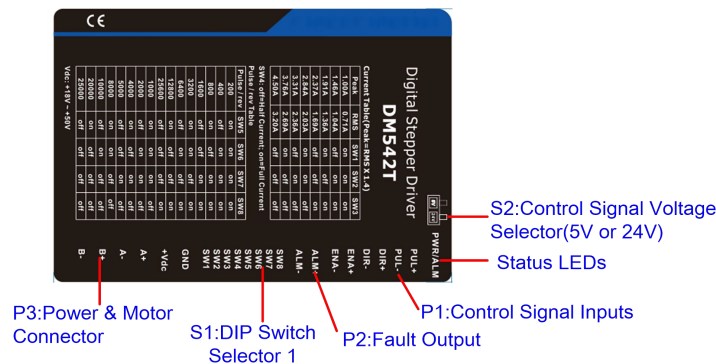 CE
Digital Stepper Driver
DM542T
Current Table(Peak=RMS X 1.4)
Peak RMS SW1 SW2 SW3
1.00A 0.71A on on on
1.46A 1.04A off on on
1.91A 1.36A on off on
2.37A 1.69A off off on
2.84A 2.03A on on off
3.31A 2.36A off on off
3.76A 2.69A on off off
4.50A 3.20A off off off
SW4: off=Half Current; on=Full Current
Pulse/rev Table
Pulse/rev SW5 SW6 SW7 SW8
200 on on on on
400 off on on on
800 on off on on
1600 off off on on
3200 on on off on
6400 off on off on
12800 on off off on
25600 off off off on
1000 on on on off
2000 off on on off
4000 on off on off
5000 off off on off
8000 on on off off
10000 off on off off
20000 on off off off
25000 off off off off
Vdc: +18V ~ +50V
PWR/ALM
PUL+
PUL-
DIR+
DIR-
ENA+
ENA-
ALM+
ALM-
SW8
SW7
SW6
SW5
SW4
SW3
SW2
SW1
GND
+Vdc
A+
A-
B+
B-
S2:Control Signal Voltage
Selector(5V or 24V)
Status LEDs
P1:Control Signal Inputs
P2:Fault Output
S1:DIP Switch
Selector 1
P3:Power & Motor
Connector